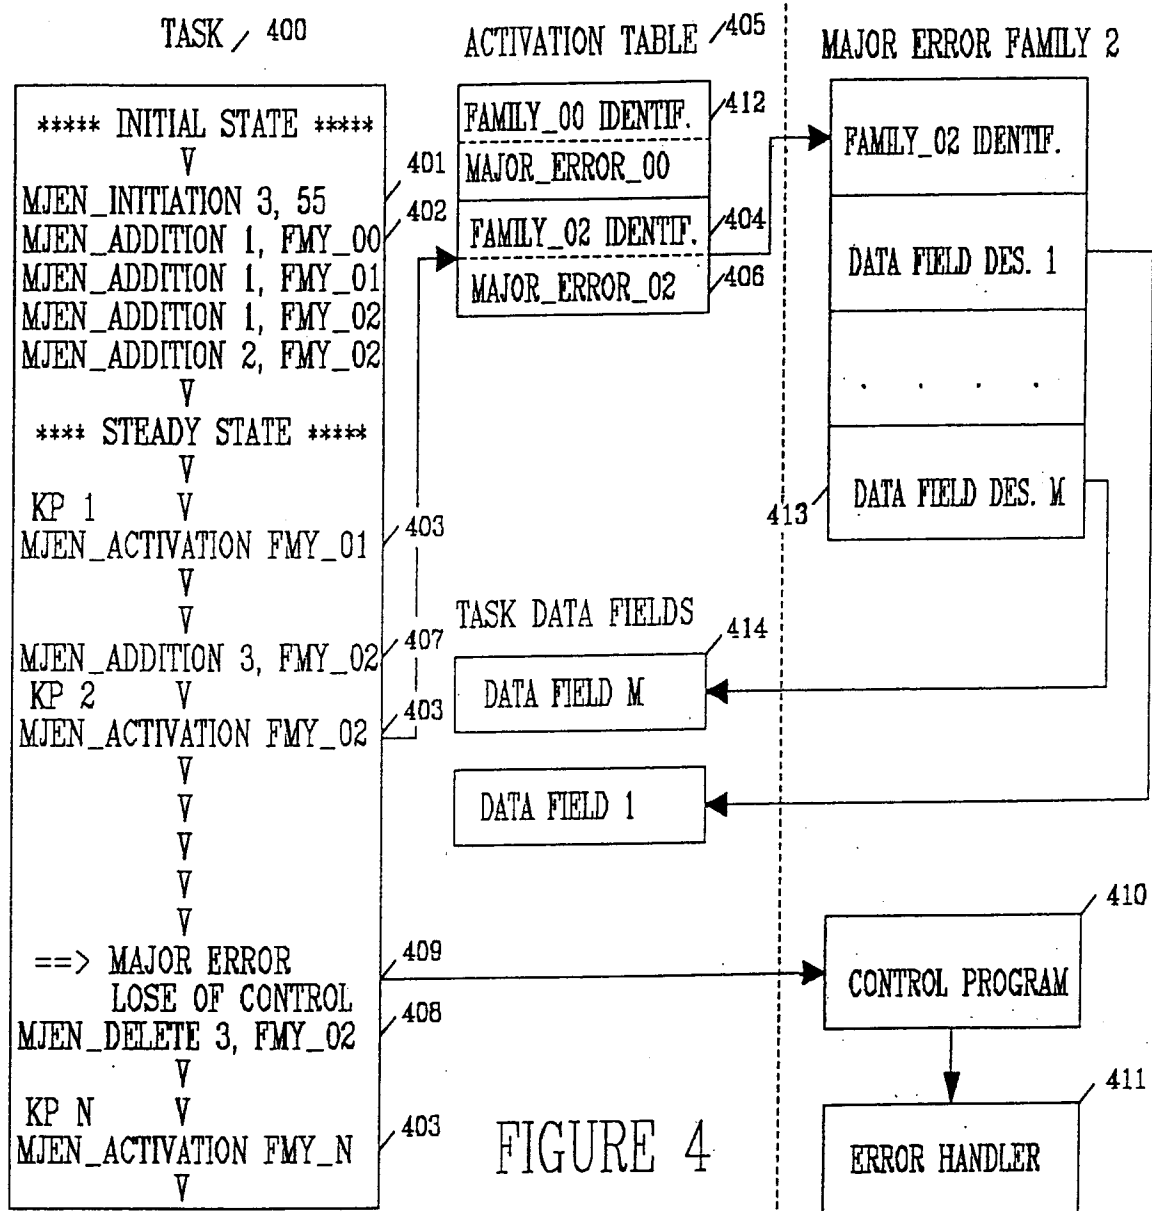 TASK 400
***** INITIAL STATE *****
V
401
MJEN_INITIATION 3, 55
402
MJEN_ADDITION 1, FMY_00
MJEN_ADDITION 1, FMY_01
MJEN_ADDITION 1, FMY_02
MJEN_ADDITION 2, FMY_02
V
**** STEADY STATE *****
V
KP 1 V
403
MJEN_ACTIVATION FMY_01
V
V
407
MJEN_ADDITION 3, FMY_02
KP 2 V
403
MJEN_ACTIVATION FMY_02
V
V
V
V
V
==> MAJOR ERROR
409
LOSE OF CONTROL
408
MJEN_DELETE 3, FMY_02
V
KP N V
403
MJEN_ACTIVATION FMY_N
V
ACTIVATION TABLE 405
FAMILY_00 IDENTIF.
412
MAJOR_ERROR_00
FAMILY_02 IDENTIF.
404
MAJOR_ERROR_02
406
TASK DATA FIELDS
414
DATA FIELD M
DATA FIELD 1
MAJOR ERROR FAMILY 2
FAMILY_02 IDENTIF.
DATA FIELD DES. 1
. . . .
DATA FIELD DES. M
413
410
CONTROL PROGRAM
411
ERROR HANDLER
FIGURE 4